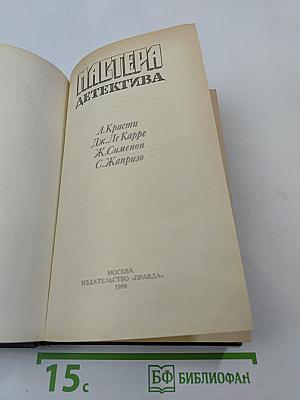 МАСТЕРА
ДЕТЕКТИВА
А.Кристи
Дж.Ле Карре
Ж.Сименон
С.Жапризо
МОСКВА
ИЗДАТЕЛЬСТВО «ПРАВДА»
1989
15с
БФ БИБЛИОФАН